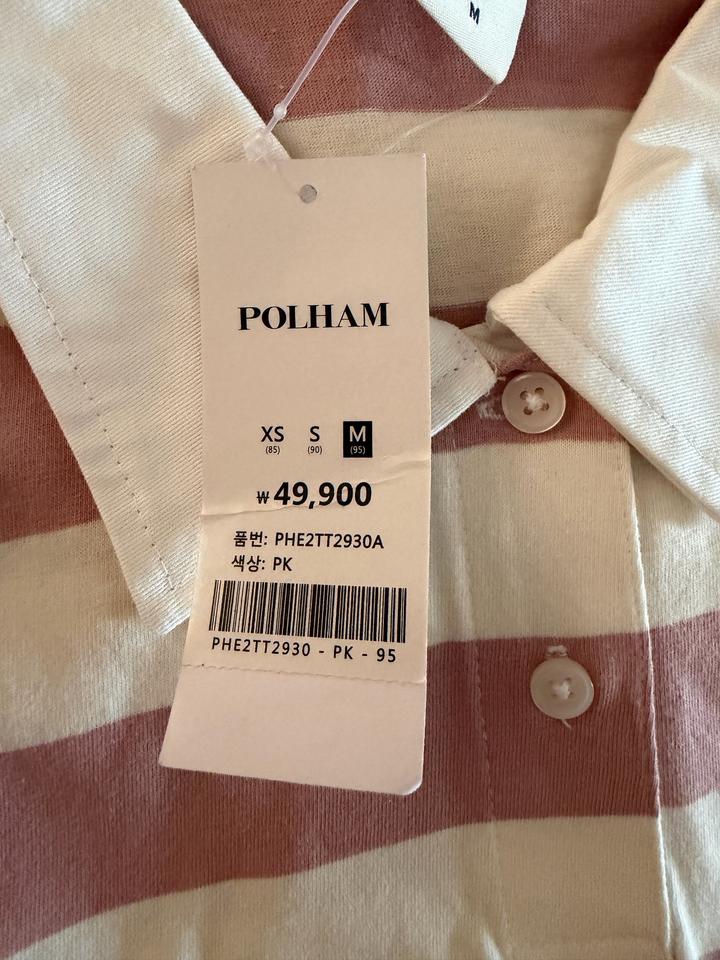 M
POLHAM
XS S M
(85) (90) (95)
₩49,900
품번: PHE2TT2930A
색상: PK
PHE2TT2930 - PK - 95